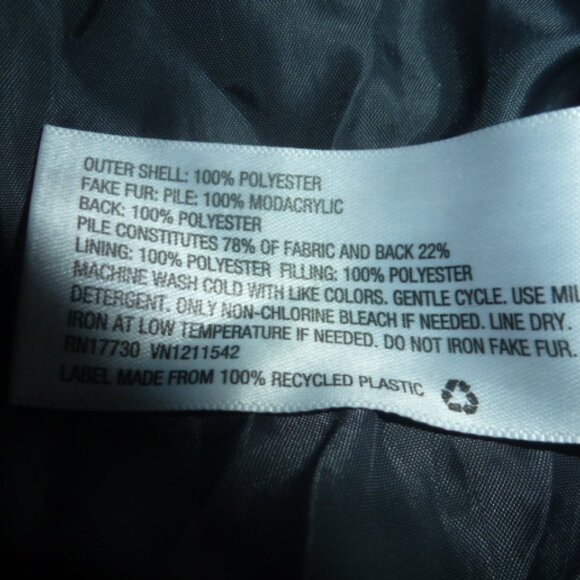 OUTER SHELL: 100% POLYESTER
FAKE FUR: PILE: 100% MODACRYLIC
BACK: 100% POLYESTER
PILE CONSTITUTES 78% OF FABRIC AND BACK 22%
LINING: 100% POLYESTER FILLING: 100% POLYESTER
MACHINE WASH COLD WITH LIKE COLORS. GENTLE CYCLE. USE MIL
DETERGENT. ONLY NON-CHLORINE BLEACH IF NEEDED. LINE DRY.
IRON AT LOW TEMPERATURE IF NEEDED. DO NOT IRON FAKE FUR.
RN17730 VN1211542
LABEL MADE FROM 100% RECYCLED PLASTIC